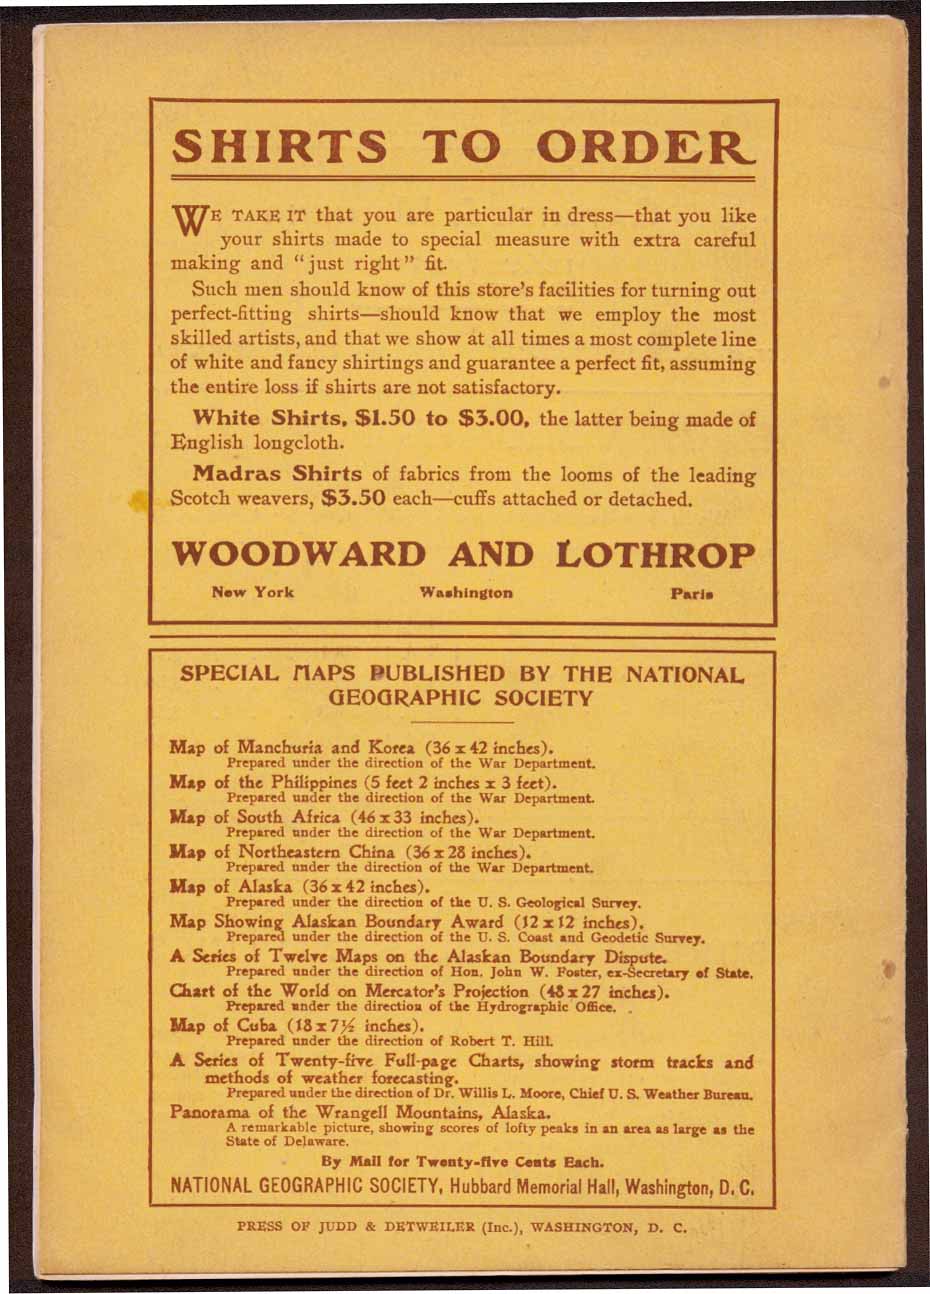 SHIRTS TO ORDER
WE TAKE IT that you are particular in dress—that you like
your shirts made to special measure with extra careful
making and "just right" fit.
Such men should know of this store's facilities for turning out
perfect-fitting shirts—should know that we employ the most
skilled artists, and that we show at all times a most complete line
of white and fancy shirtings and guarantee a perfect fit, assuming
the entire loss if shirts are not satisfactory.
White Shirts, $1.50 to $3.00, the latter being made of
English longcloth.
Madras Shirts of fabrics from the looms of the leading
Scotch weavers, $3.50 each—cuffs attached or detached.
WOODWARD AND LOTHROP
New York Washington Paris
SPECIAL MAPS PUBLISHED BY THE NATIONAL
GEOGRAPHIC SOCIETY
Map of Manchuria and Korea (36 x 42 inches).
Prepared under the direction of the War Department.
Map of the Philippines (5 feet 2 inches x 3 feet).
Prepared under the direction of the War Department.
Map of South Africa (46 x 33 inches).
Prepared under the direction of the War Department.
Map of Northeastern China (36 x 28 inches).
Prepared under the direction of the War Department.
Map of Alaska (36 x 42 inches).
Prepared under the direction of the U. S. Geological Survey.
Map Showing Alaskan Boundary Award (12 x 12 inches).
Prepared under the direction of the U. S. Coast and Geodetic Survey.
A Series of Twelve Maps on the Alaskan Boundary Dispute.
Prepared under the direction of Hon. John W. Foster, ex-Secretary of State.
Chart of the World on Mercator's Projection (48 x 27 inches).
Prepared under the direction of the Hydrographic Office.
Map of Cuba (18 x 7½ inches).
Prepared under the direction of Robert T. Hill.
A Series of Twenty-five Full-page Charts, showing storm tracks and
methods of weather forecasting.
Prepared under the direction of Dr. Willis L. Moore, Chief U. S. Weather Bureau.
Panorama of the Wrangell Mountains, Alaska.
A remarkable picture, showing scores of lofty peaks in an area as large as the
State of Delaware.
By Mail for Twenty-five Cents Each.
NATIONAL GEOGRAPHIC SOCIETY, Hubbard Memorial Hall, Washington, D. C.
PRESS OF JUDD & DETWEILER (Inc.), WASHINGTON, D. C.